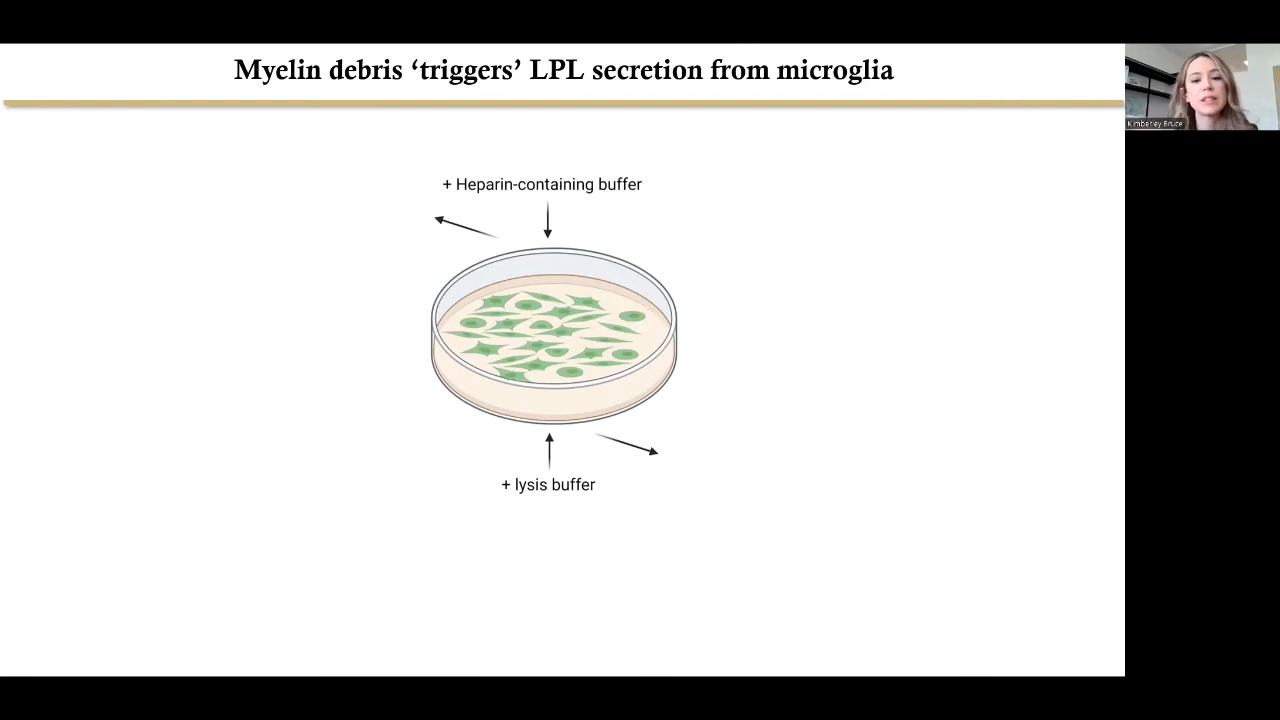 Myelin debris ‘triggers’ LPL secretion from microglia
Kimberley Bruce
+ Heparin-containing buffer
+ lysis buffer